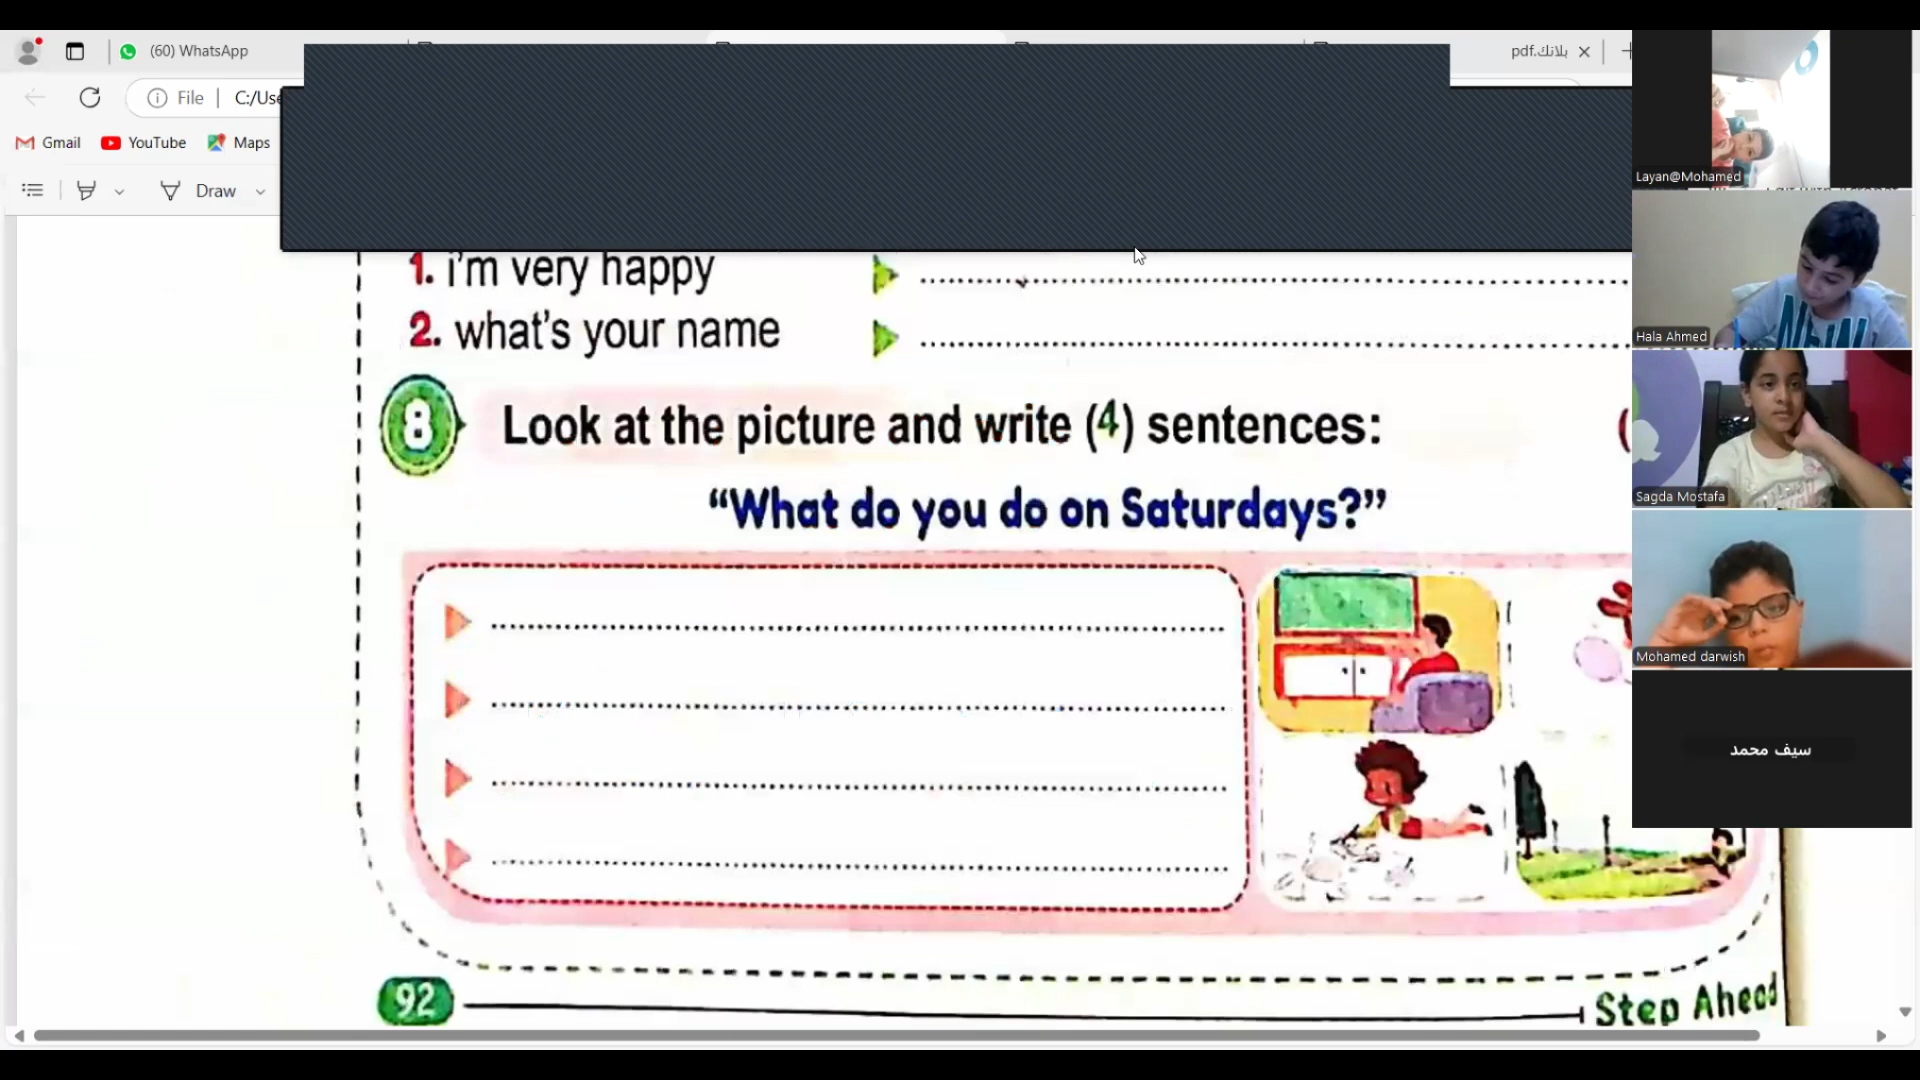 (60) WhatsApp
بلانك.pdf
File
C:/Use
Gmail
YouTube
Maps
Draw
Layan@Mohamed
Hala Ahmed
Sagda Mostafa
Mohamed darwish
سيف محمد
1. i'm very happy
2. what's your name
8 Look at the picture and write (4) sentences: (
“What do you do on Saturdays?”
92
Step Ahead